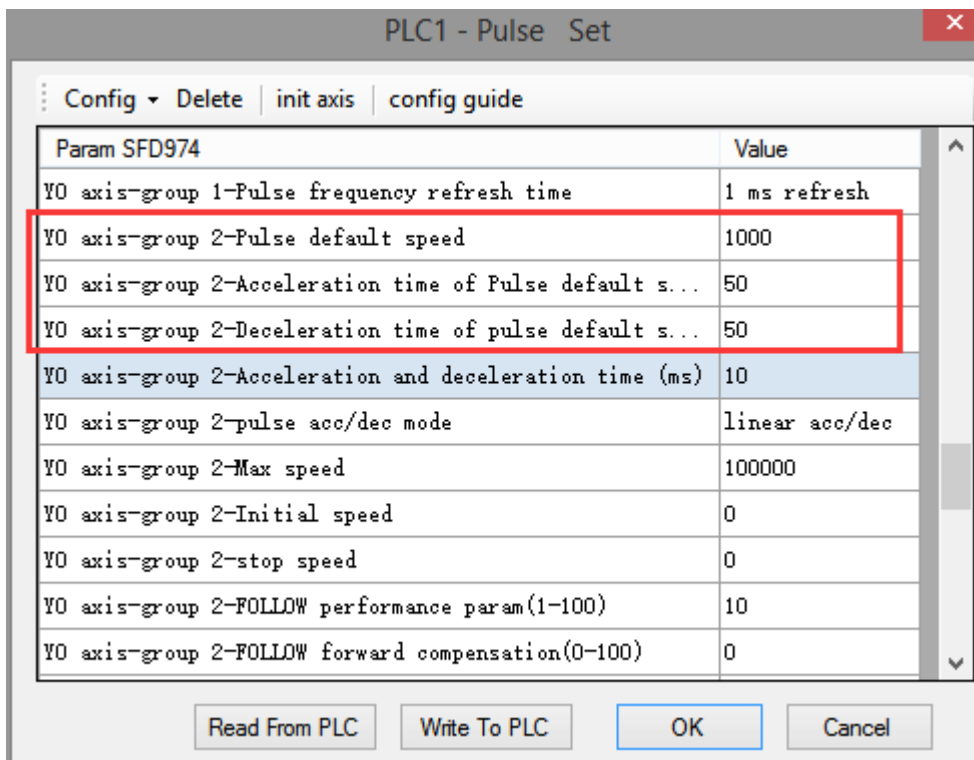 PLC1 - Pulse Set
Config Delete init axis config guide
Param SFD974 Value
Y0 axis-group 1-Pulse frequency refresh time 1 ms refresh
Y0 axis-group 2-Pulse default speed 1000
Y0 axis-group 2-Acceleration time of Pulse default s... 50
Y0 axis-group 2-Deceleration time of pulse default s... 50
Y0 axis-group 2-Acceleration and deceleration time (ms) 10
Y0 axis-group 2-pulse acc/dec mode linear acc/dec
Y0 axis-group 2-Max speed 100000
Y0 axis-group 2-Initial speed 0
Y0 axis-group 2-stop speed 0
Y0 axis-group 2-FOLLOW performance param(1-100) 10
Y0 axis-group 2-FOLLOW forward compensation(0-100) 0
Read From PLC Write To PLC OK Cancel